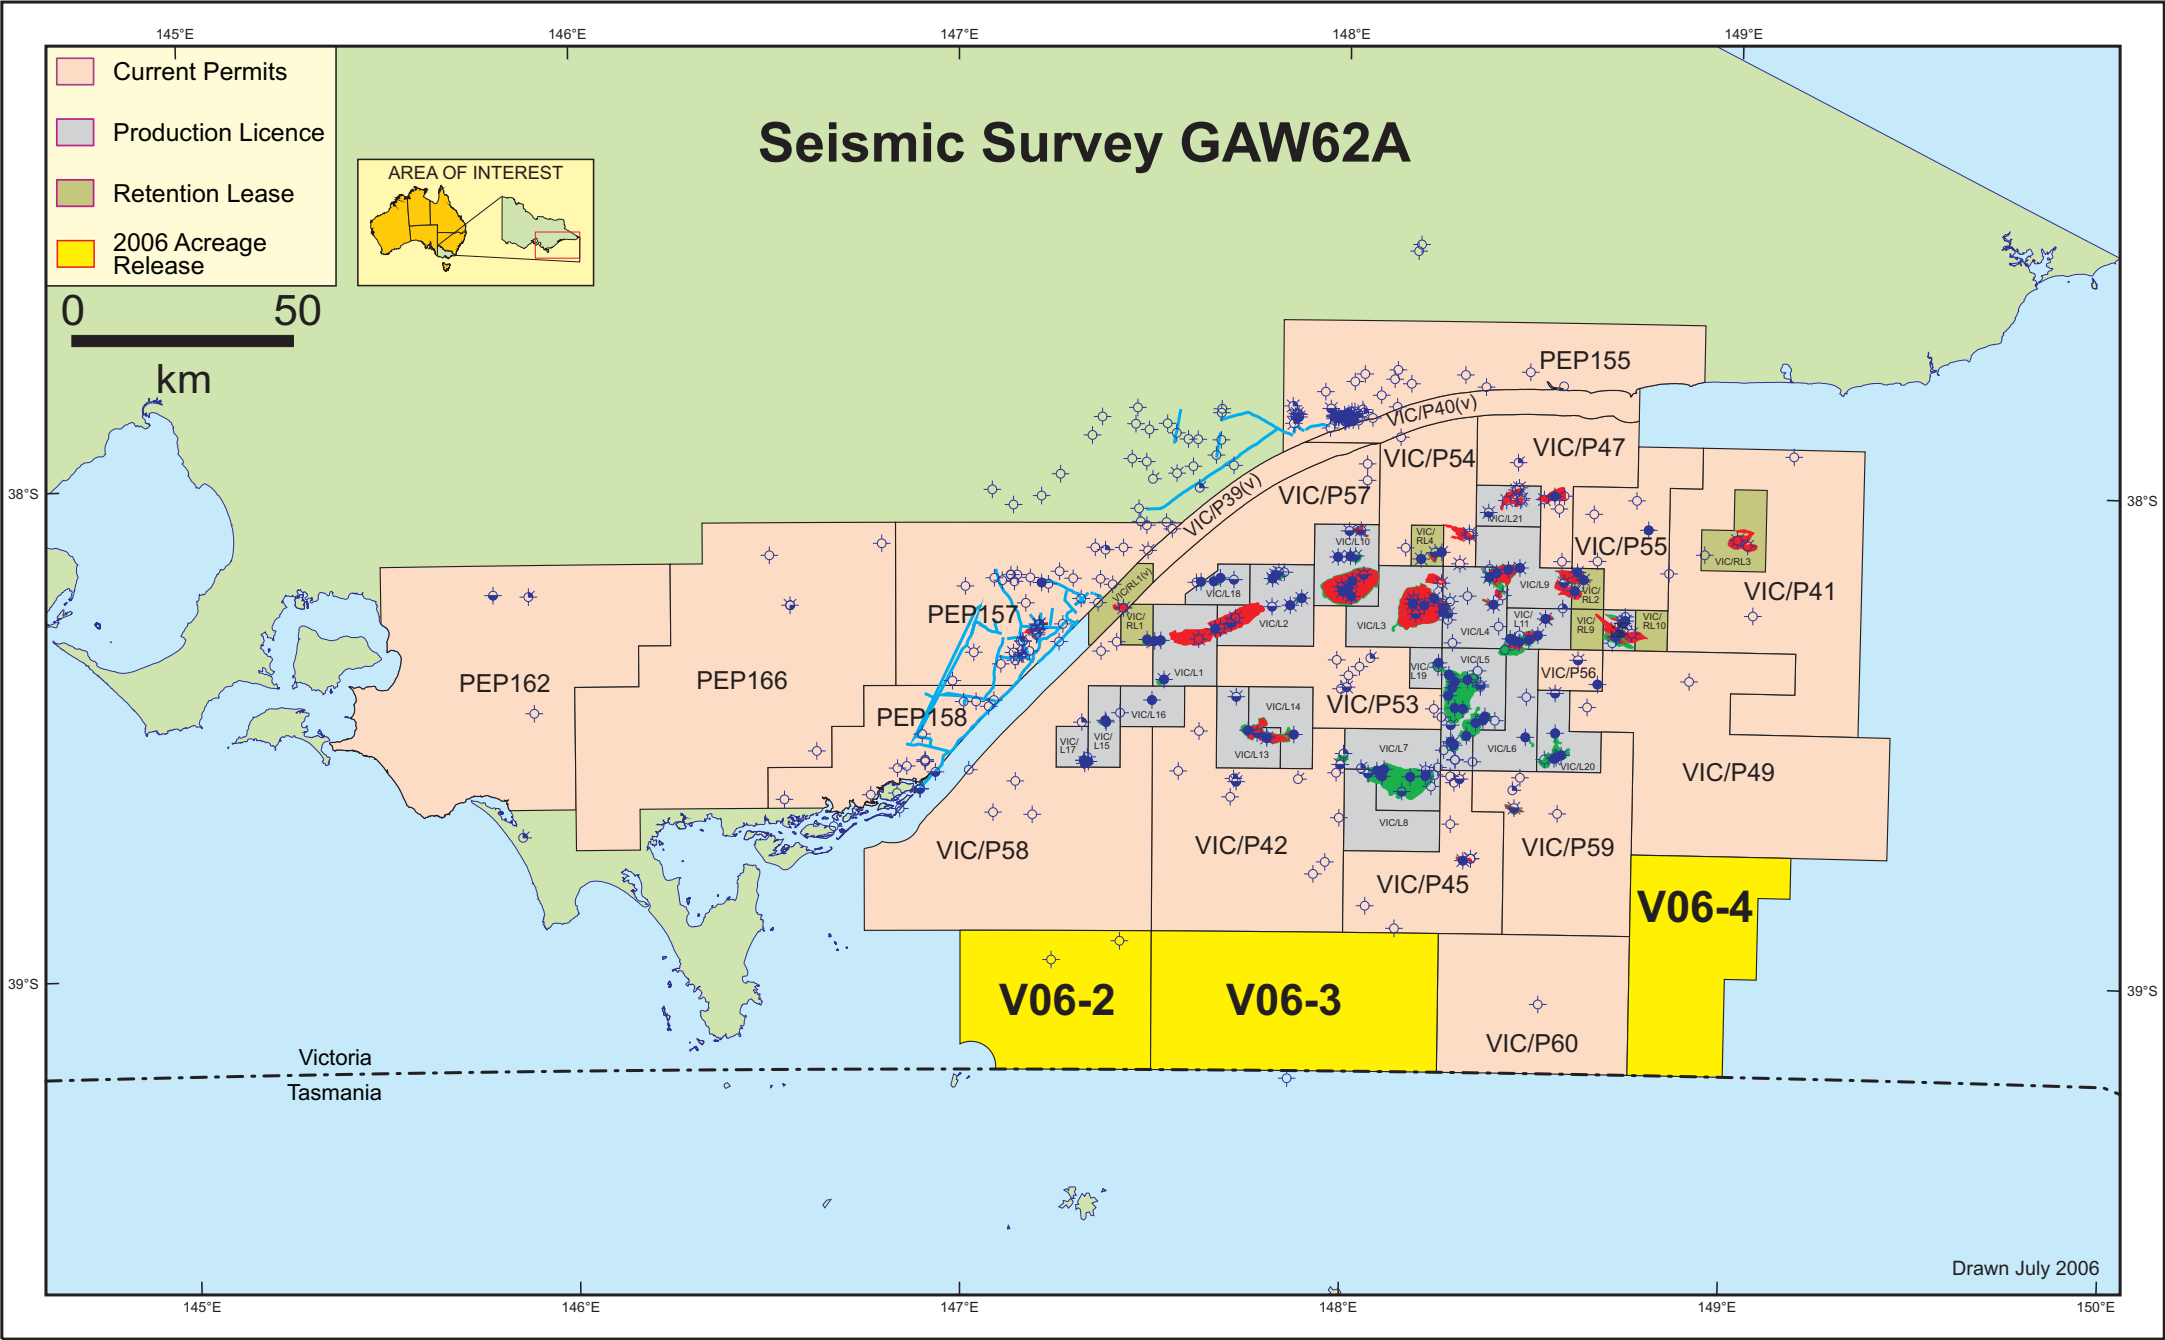 145°E
146°E
147°E
148°E
149°E
Current Permits
Production Licence
Retention Lease
2006 Acreage
Release
0 50
km
AREA OF INTEREST
Seismic Survey GAW62A
PEP155
VIC/P40(v)
VIC/P47
VIC/P54
VIC/P57
VIC/P39(v)
38°S
38°S
VIC/L21
VIC/L10
VIC/
RL4
VIC/P55
VIC/RL3
VIC/P41
VIC/RL1(v)
VIC/L18
VIC/L9
VIC/
RL2
PEP157
VIC/
RL1
VIC/L2
VIC/L3
VIC/L4
VIC/
L11
VIC/
RL9
VIC/
RL10
PEP162
PEP166
VIC/L1
VIC/
L19
VIC/L5
VIC/P56
VIC/P53
PEP158
VIC/L16
VIC/L14
VIC/
L17
VIC/
L15
VIC/L13
VIC/L7
VIC/L6
VIC/L20
VIC/P49
VIC/L8
VIC/P58
VIC/P42
VIC/P59
VIC/P45
V06-4
39°S
39°S
V06-2
V06-3
VIC/P60
Victoria
Tasmania
Drawn July 2006
145°E
146°E
147°E
148°E
149°E
150°E